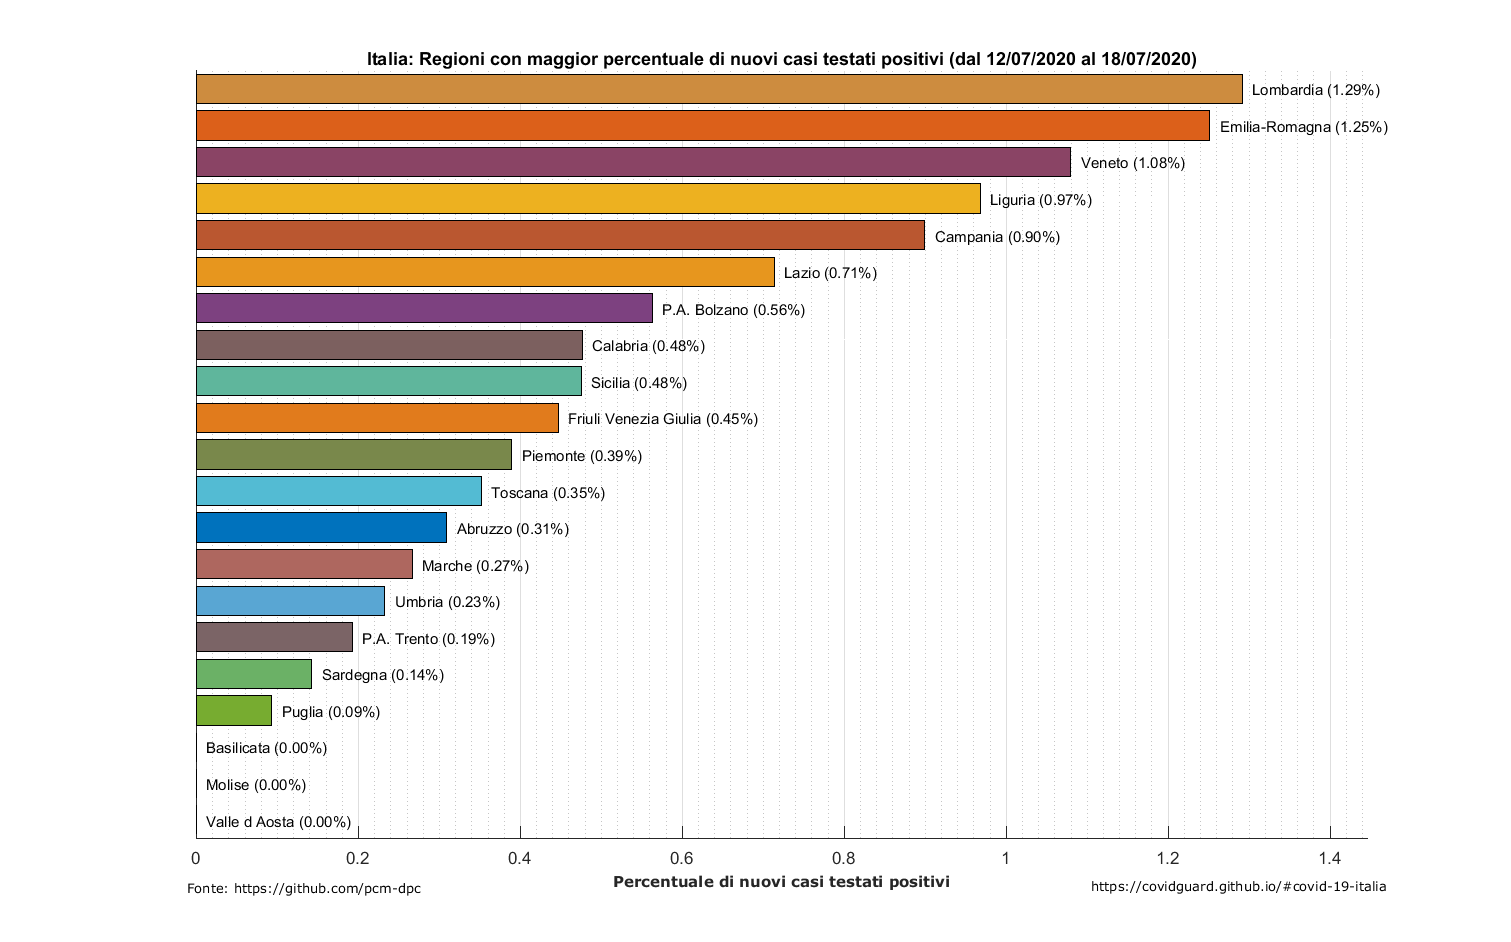 Italia: Regioni con maggior percentuale di nuovi casi testati positivi (dal 12/07/2020 al 18/07/2020)
Lombardia (1.29%)
Emilia-Romagna (1.25%)
Veneto (1.08%)
Liguria (0.97%)
Campania (0.90%)
Lazio (0.71%)
P.A. Bolzano (0.56%)
Calabria (0.48%)
Sicilia (0.48%)
Friuli Venezia Giulia (0.45%)
Piemonte (0.39%)
Toscana (0.35%)
Abruzzo (0.31%)
Marche (0.27%)
Umbria (0.23%)
P.A. Trento (0.19%)
Sardegna (0.14%)
Puglia (0.09%)
Basilicata (0.00%)
Molise (0.00%)
Valle d Aosta (0.00%)
0 0.2 0.4 0.6 0.8 1 1.2 1.4
Percentuale di nuovi casi testati positivi
Fonte: https://github.com/pcm-dpc
https://covidguard.github.io/#covid-19-italia